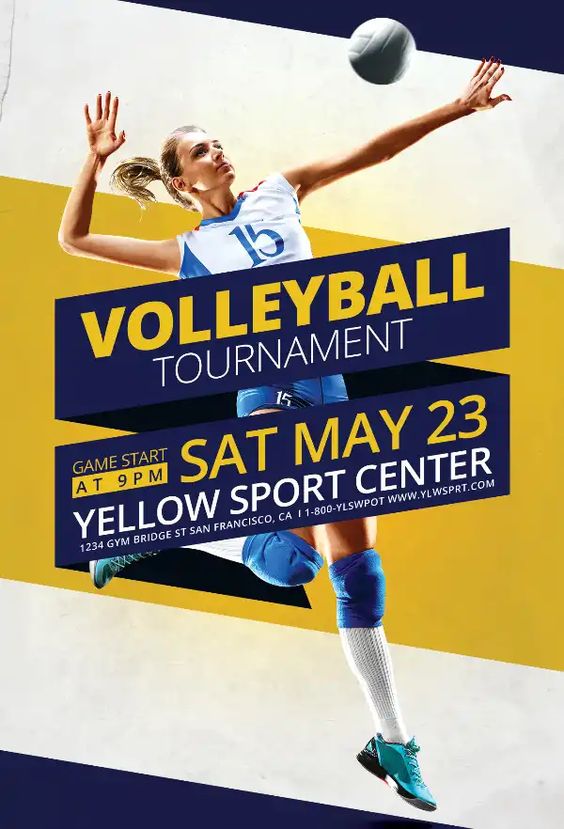 15
VOLLEYBALL
TOURNAMENT
15
GAME START
AT 9PM
SAT MAY 23
YELLOW SPORT CENTER
1234 GYM BRIDGE ST SAN FRANCISCO, CA I 1-800-YLSWPOT WWW.YLWSPRT.COM